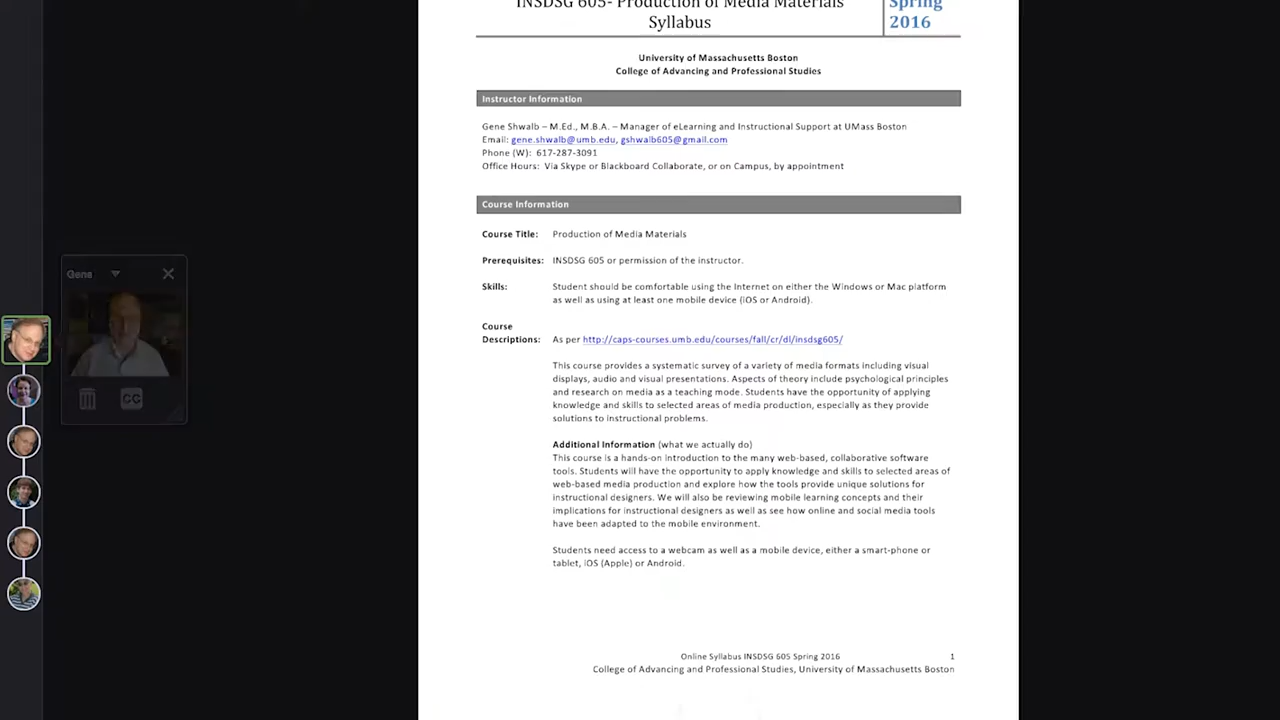 INSDSG 605- Production of Media Materials
Syllabus
Spring
2016
University of Massachusetts Boston
College of Advancing and Professional Studies
Instructor Information
Gene Shwalb – M.Ed., M.B.A. – Manager of eLearning and Instructional Support at UMass Boston
Email: gene.shwalb@umb.edu, gshwalb605@gmail.com
Phone (W): 617-287-3091
Office Hours: Via Skype or Blackboard Collaborate, or on Campus, by appointment
Course Information
Course Title: Production of Media Materials
Prerequisites: INSDSG 605 or permission of the instructor.
Skills: Student should be comfortable using the Internet on either the Windows or Mac platform
as well as using at least one mobile device (iOS or Android).
Course
Descriptions: As per http://caps-courses.umb.edu/courses/fall/cr/dl/insdsg605/
This course provides a systematic survey of a variety of media formats including visual
displays, audio and visual presentations. Aspects of theory include psychological principles
and research on media as a teaching mode. Students have the opportunity of applying
knowledge and skills to selected areas of media production, especially as they provide
solutions to instructional problems.
Additional Information (what we actually do)
This course is a hands-on introduction to the many web-based, collaborative software
tools. Students will have the opportunity to apply knowledge and skills to selected areas of
web-based media production and explore how the tools provide unique solutions for
instructional designers. We will also be reviewing mobile learning concepts and their
implications for instructional designers as well as see how online and social media tools
have been adapted to the mobile environment.
Students need access to a webcam as well as a mobile device, either a smart-phone or
tablet, iOS (Apple) or Android.
Online Syllabus INSDSG 605 Spring 2016 1
College of Advancing and Professional Studies, University of Massachusetts Boston
Gene
CC